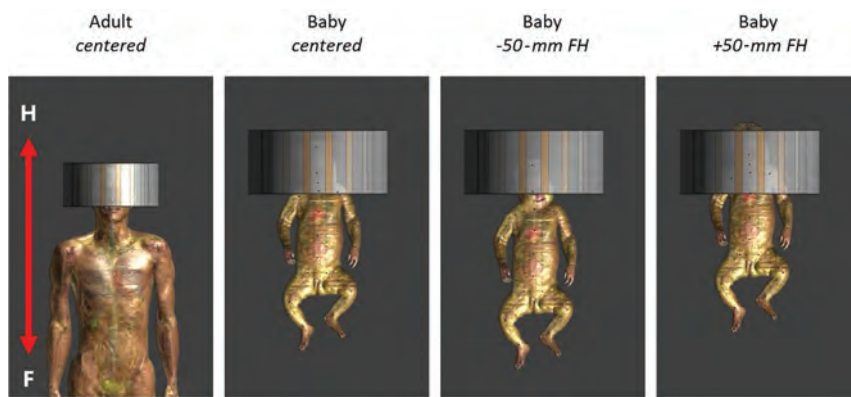 Adult
centered
Baby
centered
Baby
-50-mm FH
Baby
+50-mm FH
H
F